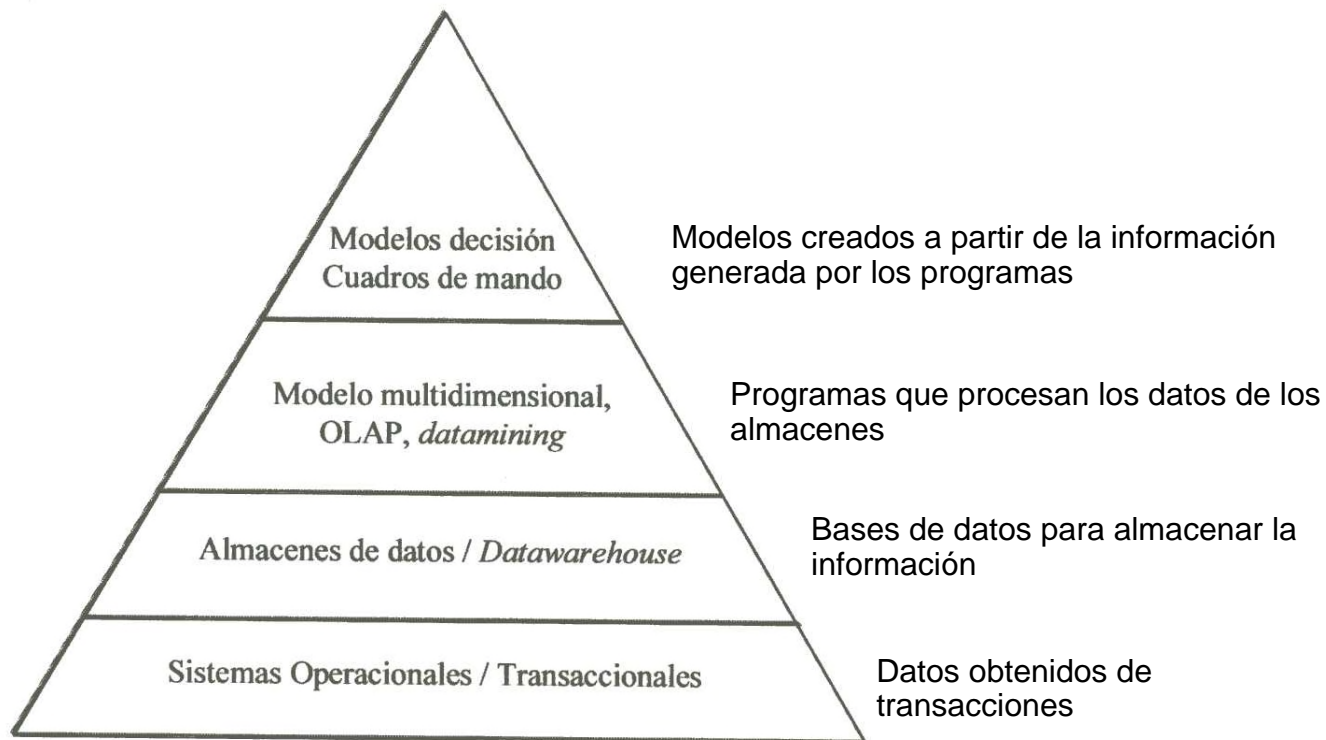 Modelos decisión
Cuadros de mando
Modelos creados a partir de la información
generada por los programas
Modelo multidimensional,
OLAP, datamining
Programas que procesan los datos de los
almacenes
Almacenes de datos / Datawarehouse
Bases de datos para almacenar la
información
Sistemas Operacionales / Transaccionales
Datos obtenidos de
transacciones